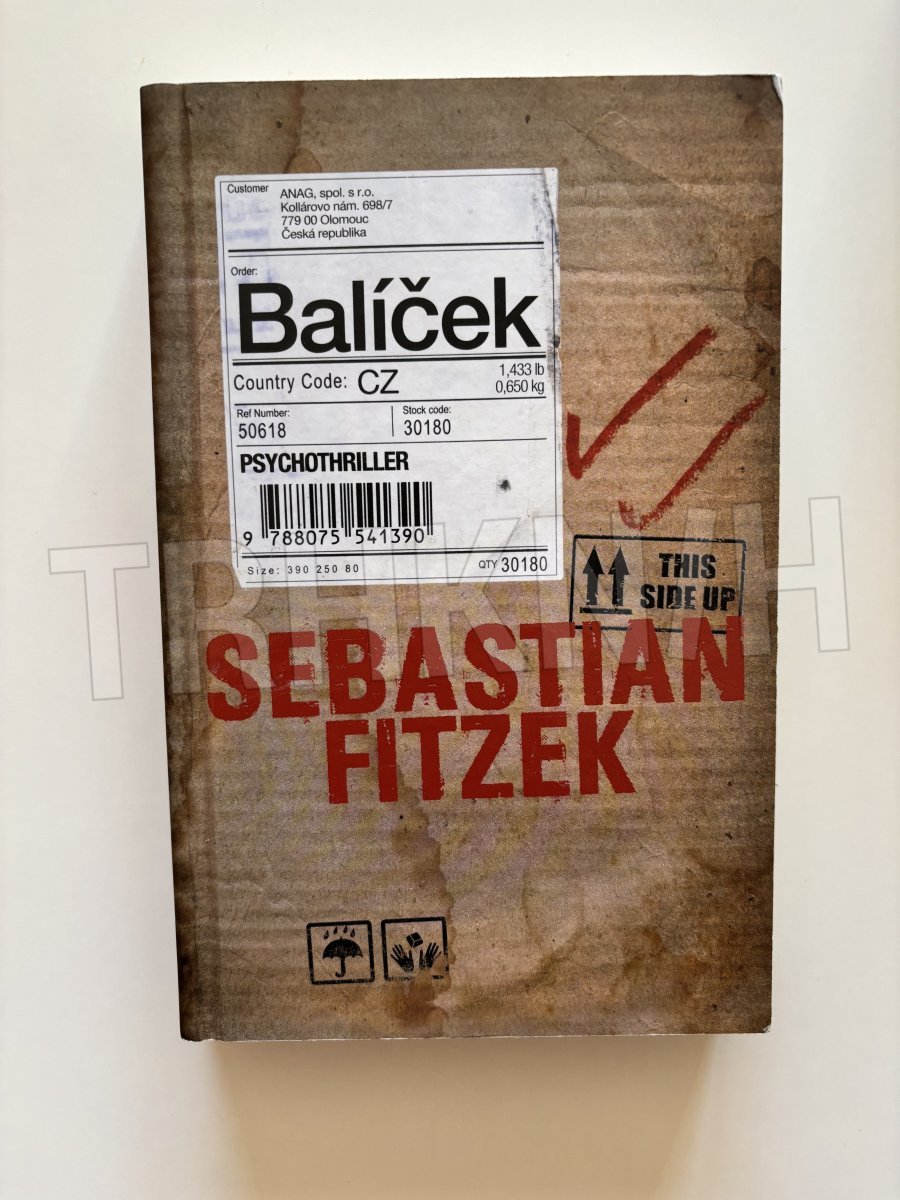 Customer
ANAG, spol. s r.o.
Kollárovo nám. 698/7
779 00 Olomouc
Česká republika
Order:
Balíček
Country Code: CZ
1,433 lb
0,650 kg
Ref Number:
50618
Stock code:
30180
PSYCHOTHRILLER
9 788075 541390
Size: 390 250 80
QTY 30180
THIS
SIDE UP
SEBASTIAN
FITZEK